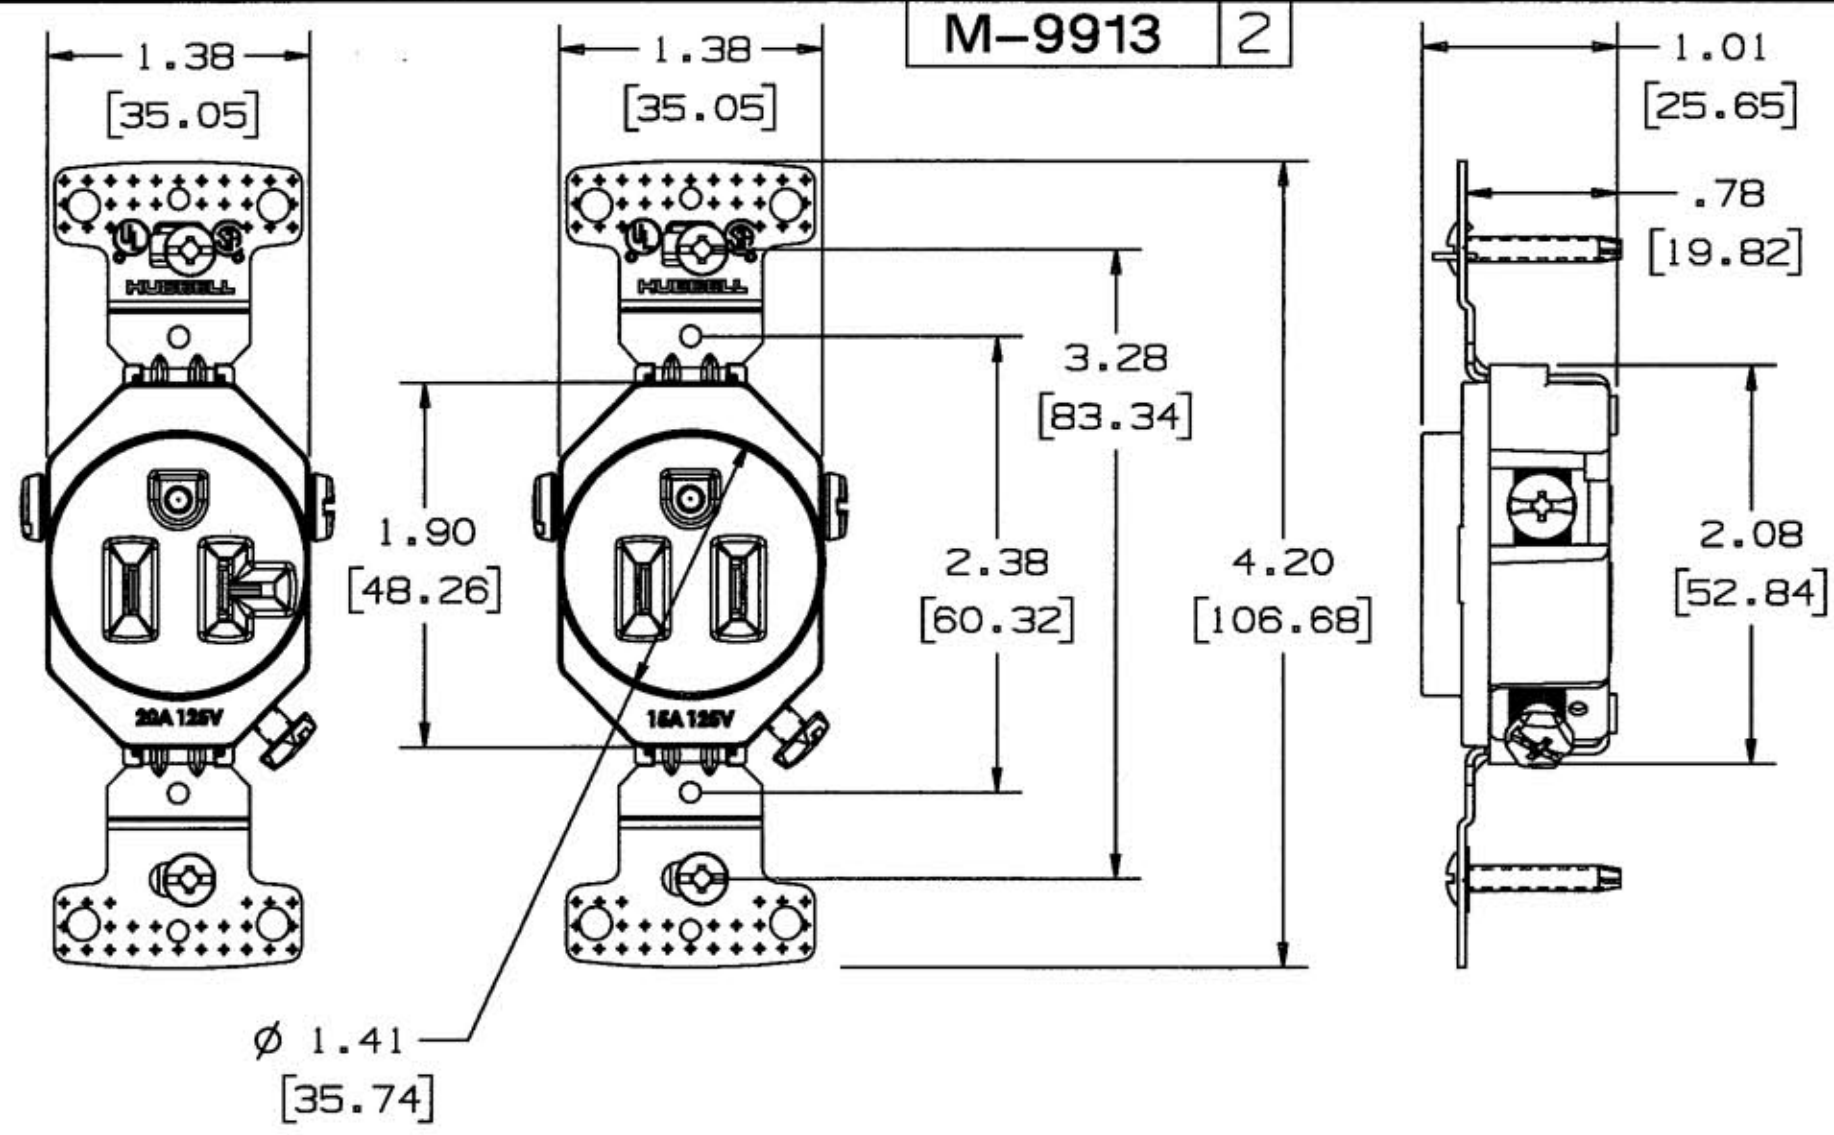 M-9913 2
1.38
[35.05]
1.38
[35.05]
1.01
[25.65]
.78
[19.82]
UL
UL
HUBBELL
HUBBELL
3.28
[83.34]
1.90
[48.26]
2.38
[60.32]
4.20
[106.68]
2.08
[52.84]
20A 125V
15A 125V
Ø 1.41
[35.74]